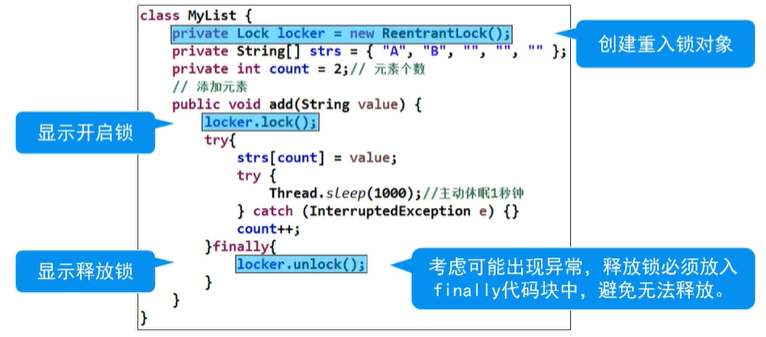 class MyList {
private Lock locker = new ReentrantLock();
创建重入锁对象
private String[] strs = { "A", "B", "", "", "" };
private int count = 2;// 元素个数
// 添加元素
public void add(String value) {
显示开启锁
locker.lock();
try{
strs[count] = value;
try {
Thread.sleep(1000);//主动休眠1秒钟
} catch (InterruptedException e) {}
count++;
}finally{
显示释放锁
locker.unlock();
考虑可能出现异常，释放锁必须放入
finally代码块中，避免无法释放。
}
}
}